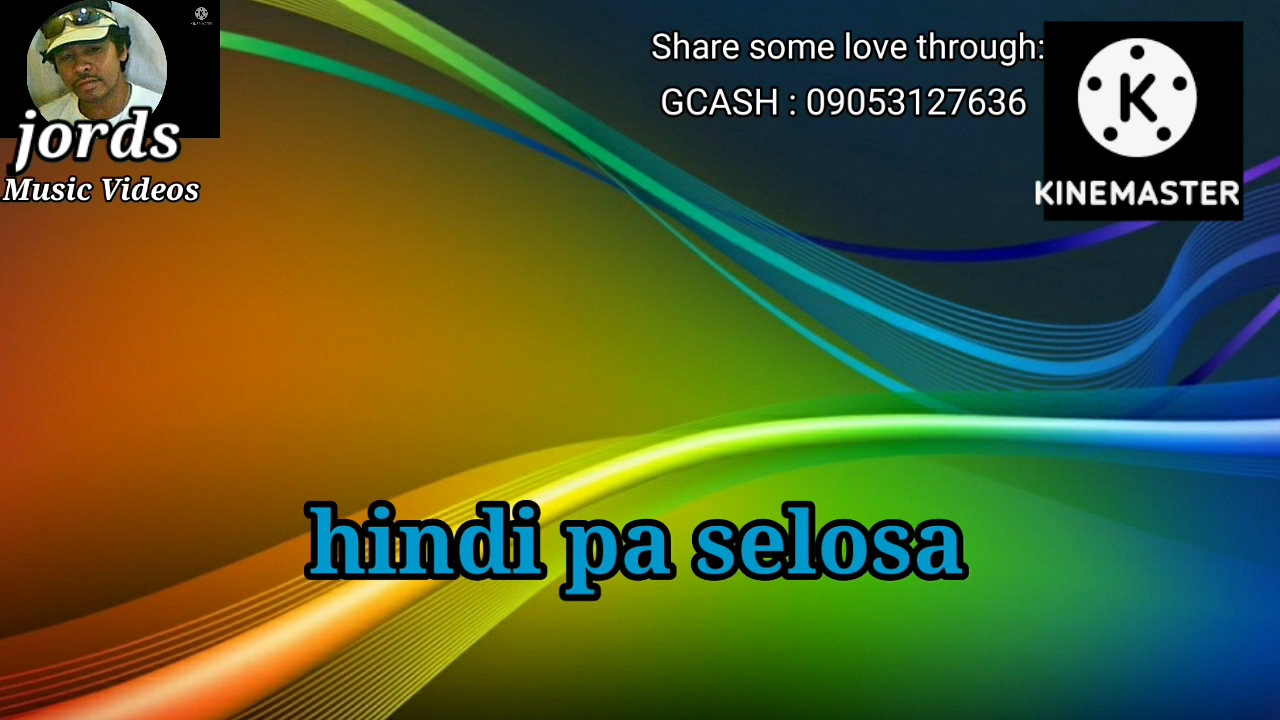 jords
Music Videos
Share some love through:
GCASH : 09053127636
KINEMASTER
hindi pa selosa